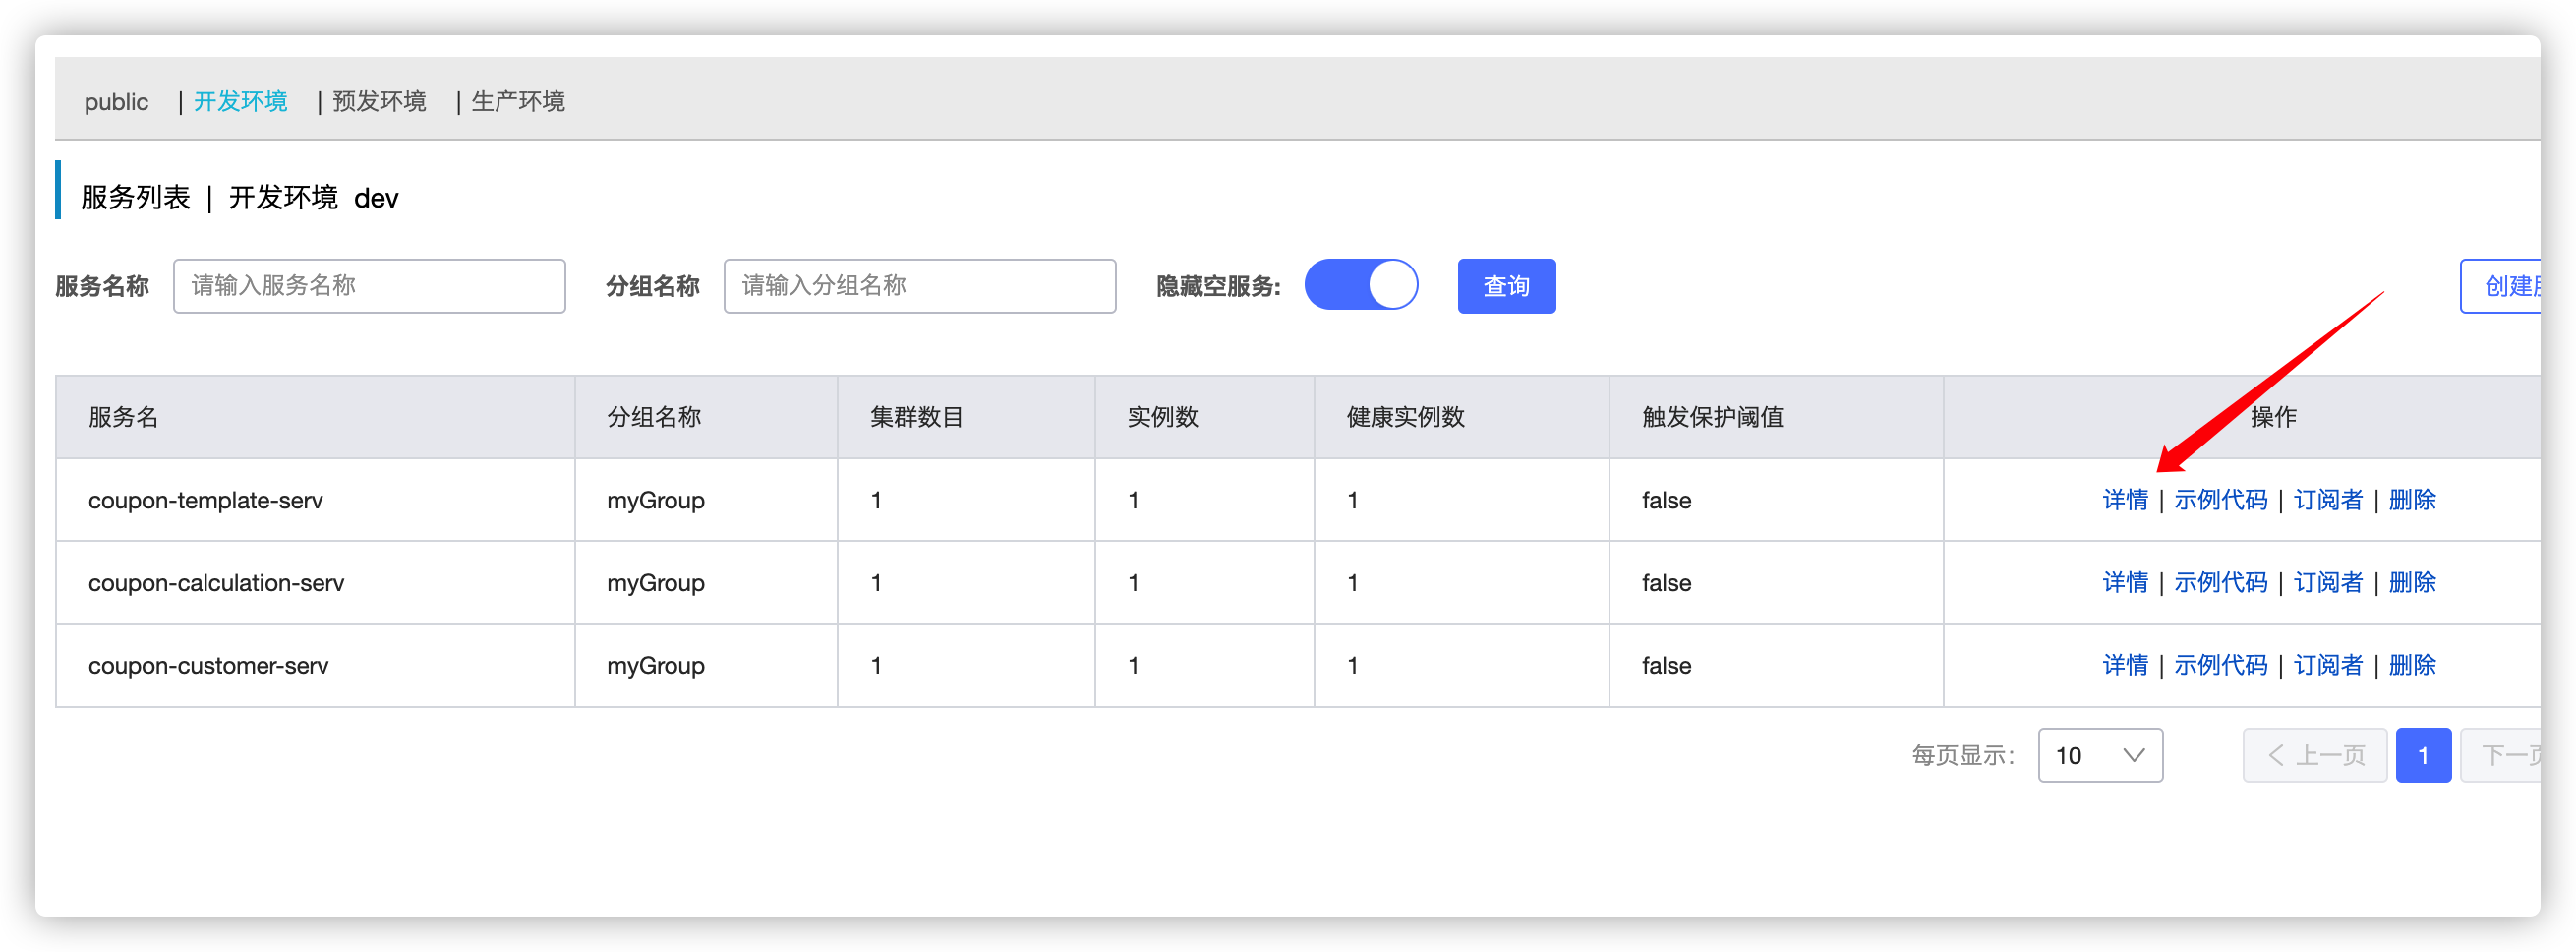 public | 开发环境 | 预发环境 | 生产环境
服务列表 | 开发环境 dev
服务名称 请输入服务名称 分组名称 请输入分组名称 隐藏空服务: 查询 创建
服务名 分组名称 集群数目 实例数 健康实例数 触发保护阈值 操作
coupon-template-serv myGroup 1 1 1 false 详情 | 示例代码 | 订阅者 | 删除
coupon-calculation-serv myGroup 1 1 1 false 详情 | 示例代码 | 订阅者 | 删除
coupon-customer-serv myGroup 1 1 1 false 详情 | 示例代码 | 订阅者 | 删除
每页显示: 10 上一页 1 下一